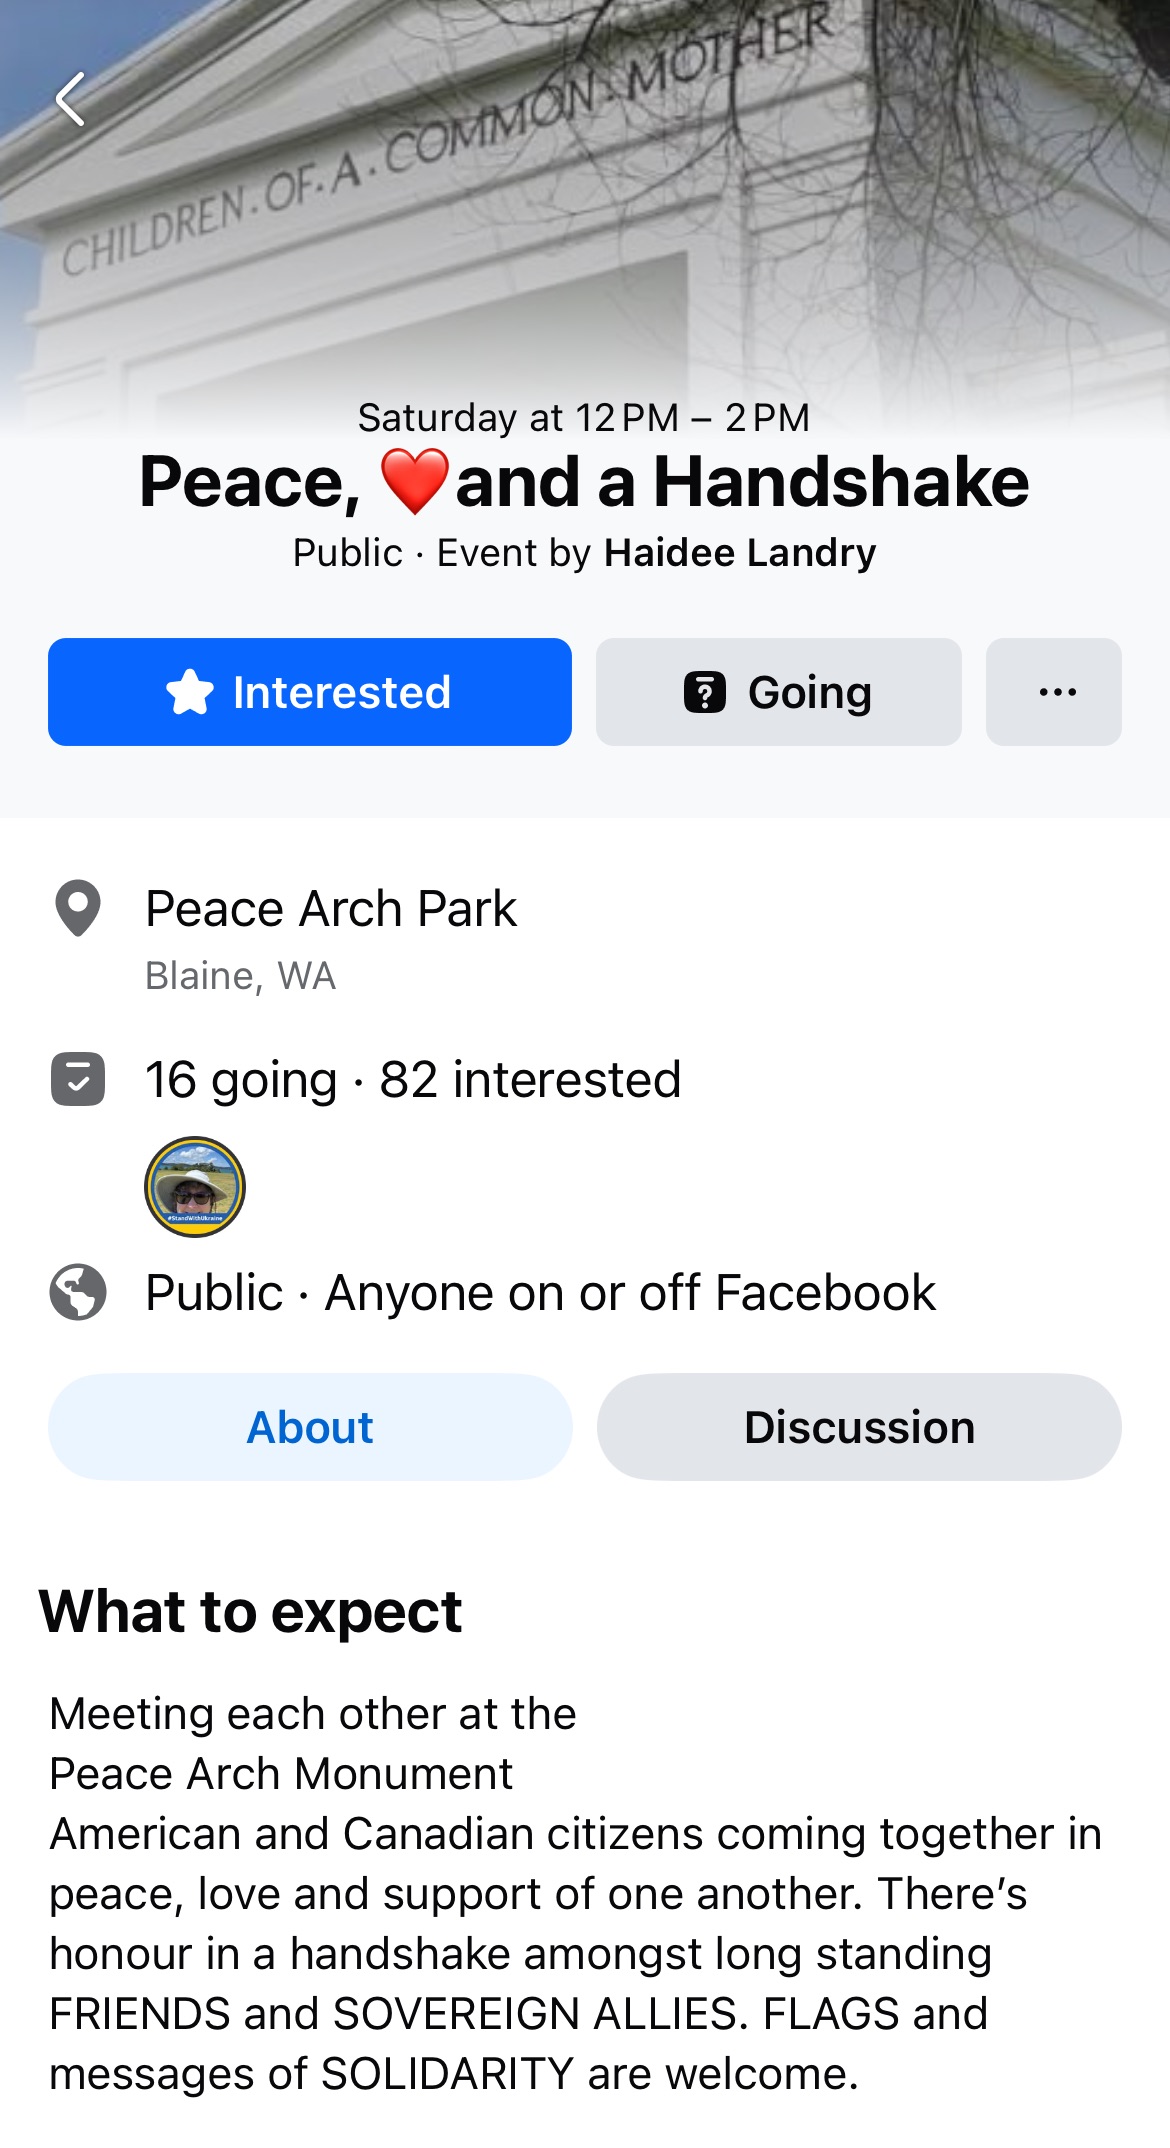 CHILDREN.OF.A.COMMON.MOTHER
Saturday at 12 PM – 2 PM
Peace, ❤️and a Handshake
Public · Event by Haidee Landry
Interested
Going
Peace Arch Park
Blaine, WA
16 going · 82 interested
#StandWithUkraine
Public · Anyone on or off Facebook
About
Discussion
What to expect
Meeting each other at the
Peace Arch Monument
American and Canadian citizens coming together in
peace, love and support of one another. There’s
honour in a handshake amongst long standing
FRIENDS and SOVEREIGN ALLIES. FLAGS and
messages of SOLIDARITY are welcome.